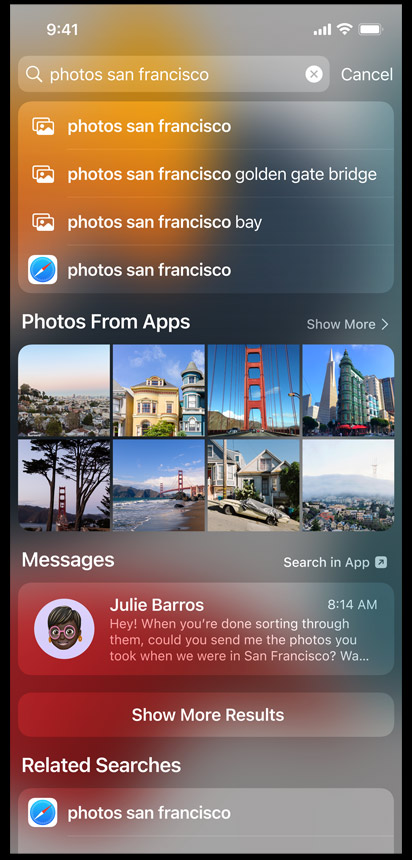 9:41
photos san francisco
Cancel
photos san francisco
photos san francisco golden gate bridge
photos san francisco bay
photos san francisco
Photos From Apps
Show More
Messages
Search in App
Julie Barros
8:14 AM
Hey! When you're done sorting through
them, could you send me the photos you
took when we were in San Francisco? Wa...
Show More Results
Related Searches
photos san francisco